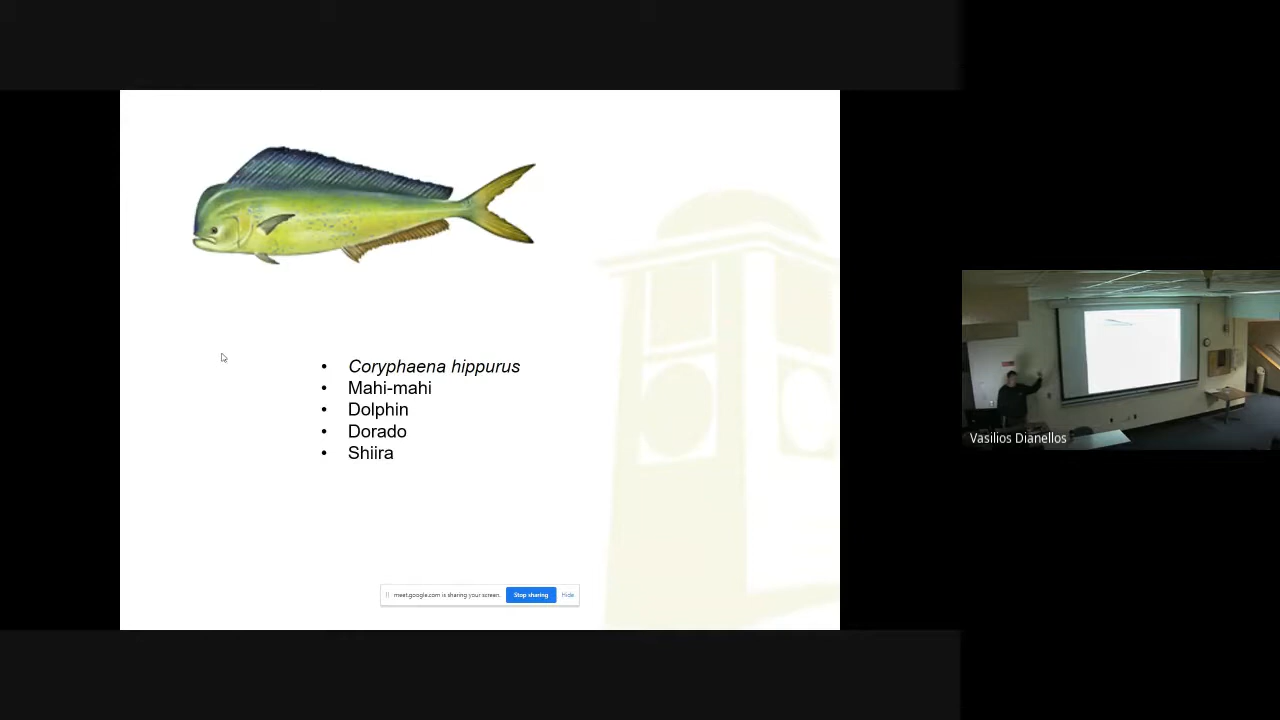 Coryphaena hippurus
Mahi-mahi
Dolphin
Dorado
Shiira
meet.google.com is sharing your screen.
Stop sharing
Hide
Vasilios Dianellos